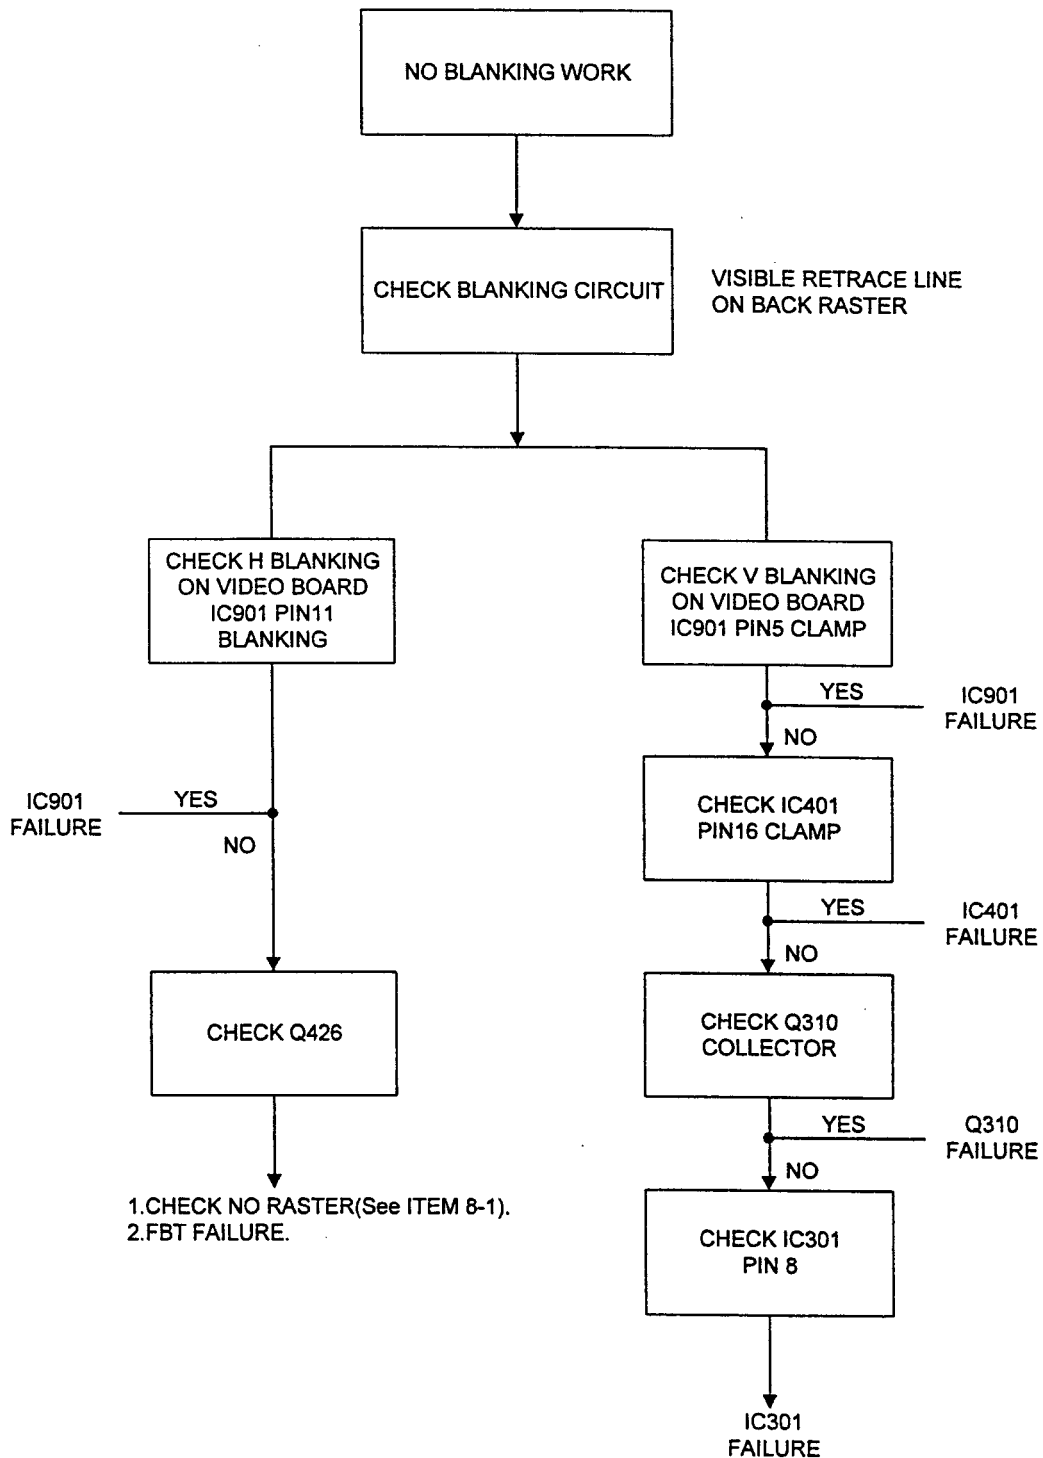 NO BLANKING WORK
CHECK BLANKING CIRCUIT
VISIBLE RETRACE LINE
ON BACK RASTER
CHECK H BLANKING
ON VIDEO BOARD
IC901 PIN11
BLANKING
IC901
FAILURE
YES
NO
CHECK Q426
1.CHECK NO RASTER(See ITEM 8-1).
2.FBT FAILURE.
CHECK V BLANKING
ON VIDEO BOARD
IC901 PIN5 CLAMP
YES
IC901
FAILURE
NO
CHECK IC401
PIN16 CLAMP
YES
IC401
FAILURE
NO
CHECK Q310
COLLECTOR
YES
Q310
FAILURE
NO
CHECK IC301
PIN 8
IC301
FAILURE